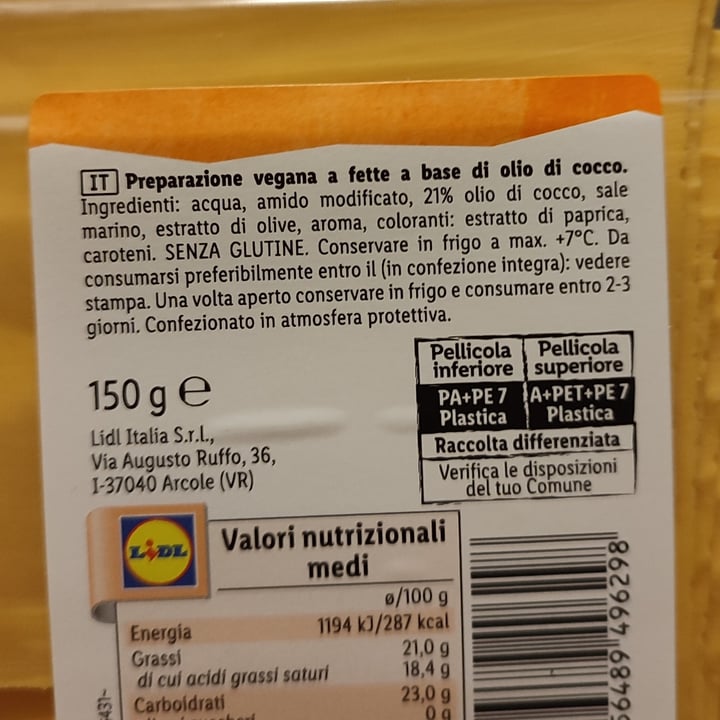 IT Preparazione vegana a fette a base di olio di cocco.
Ingredienti: acqua, amido modificato, 21% olio di cocco, sale
marino, estratto di olive, aroma, coloranti: estratto di paprica,
caroteni. SENZA GLUTINE. Conservare in frigo a max. +7°C. Da
consumarsi preferibilmente entro il (in confezione integra): vedere
stampa. Una volta aperto conservare in frigo e consumare entro 2-3
giorni. Confezionato in atmosfera protettiva.
Pellicola inferiore
Pellicola superiore
PA+PE 7
Plastica
A+PET+PE 7
Plastica
Raccolta differenziata
Verifica le disposizioni
del tuo Comune
150 g e
Lidl Italia S.r.l.,
Via Augusto Ruffo, 36,
I-37040 Arcole (VR)
LIDL
Valori nutrizionali
medi
ø/100 g
Energia 1194 kJ/287 kcal
Grassi 21,0 g
di cui acidi grassi saturi 18,4 g
Carboidrati 23,0 g
0 g
6489 496298